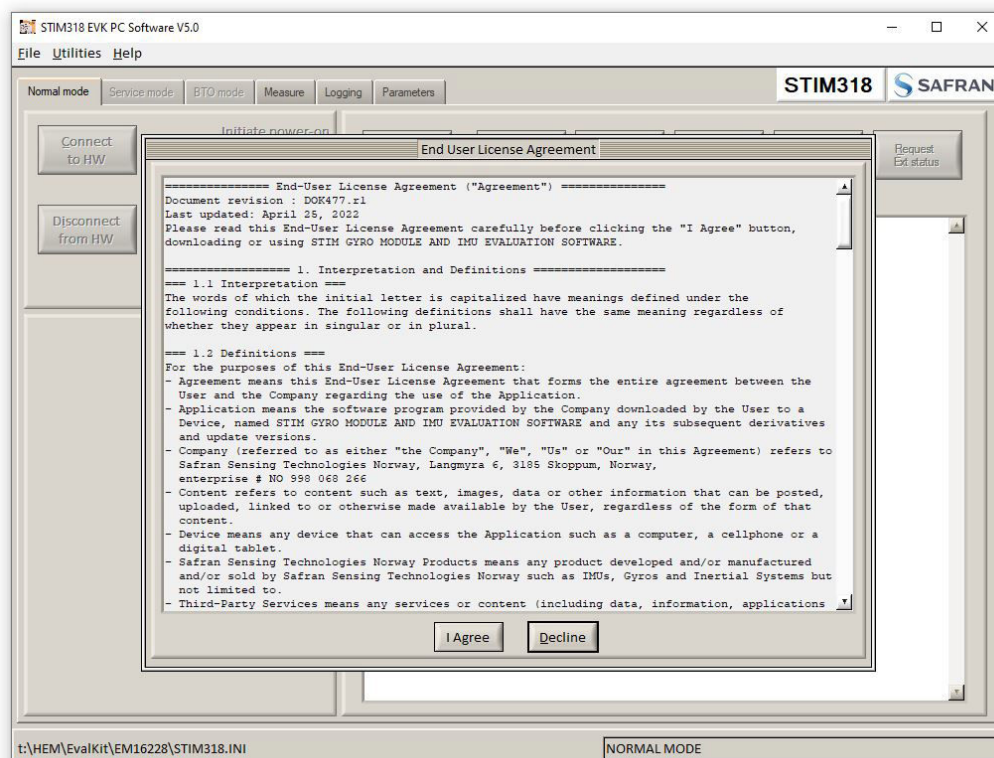 STIM318 EVK PC Software V5.0
File Utilities Help
Normal mode Service mode BTO mode Measure Logging Parameters
STIM318 SAFRAN
Connect
to HW
Initiate power-on
Request
Ext status
Disconnect
from HW
End User License Agreement
=============== End-User License Agreement ("Agreement") ===============
Document revision : DOK477.r1
Last updated: April 25, 2022
Please read this End-User License Agreement carefully before clicking the "I Agree" button,
downloading or using STIM GYRO MODULE AND IMU EVALUATION SOFTWARE.
================== 1. Interpretation and Definitions ===================
=== 1.1 Interpretation ===
The words of which the initial letter is capitalized have meanings defined under the
following conditions. The following definitions shall have the same meaning regardless of
whether they appear in singular or in plural.
=== 1.2 Definitions ===
For the purposes of this End-User License Agreement:
- Agreement means this End-User License Agreement that forms the entire agreement between the
User and the Company regarding the use of the Application.
- Application means the software program provided by the Company downloaded by the User to a
Device, named STIM GYRO MODULE AND IMU EVALUATION SOFTWARE and any its subsequent derivatives
and update versions.
- Company (referred to as either "the Company", "We", "Us" or "Our" in this Agreement) refers to
Safran Sensing Technologies Norway, Langmyra 6, 3185 Skoppum, Norway,
enterprise # NO 998 068 266
- Content refers to content such as text, images, data or other information that can be posted,
uploaded, linked to or otherwise made available by the User, regardless of the form of that
content.
- Device means any device that can access the Application such as a computer, a cellphone or a
digital tablet.
- Safran Sensing Technologies Norway Products means any product developed and/or manufactured
and/or sold by Safran Sensing Technologies Norway such as IMUs, Gyros and Inertial Systems but
not limited to.
- Third-Party Services means any services or content (including data, information, applications
I Agree Decline
t:\HEM\EvalKit\EM16228\STIM318.INI NORMAL MODE